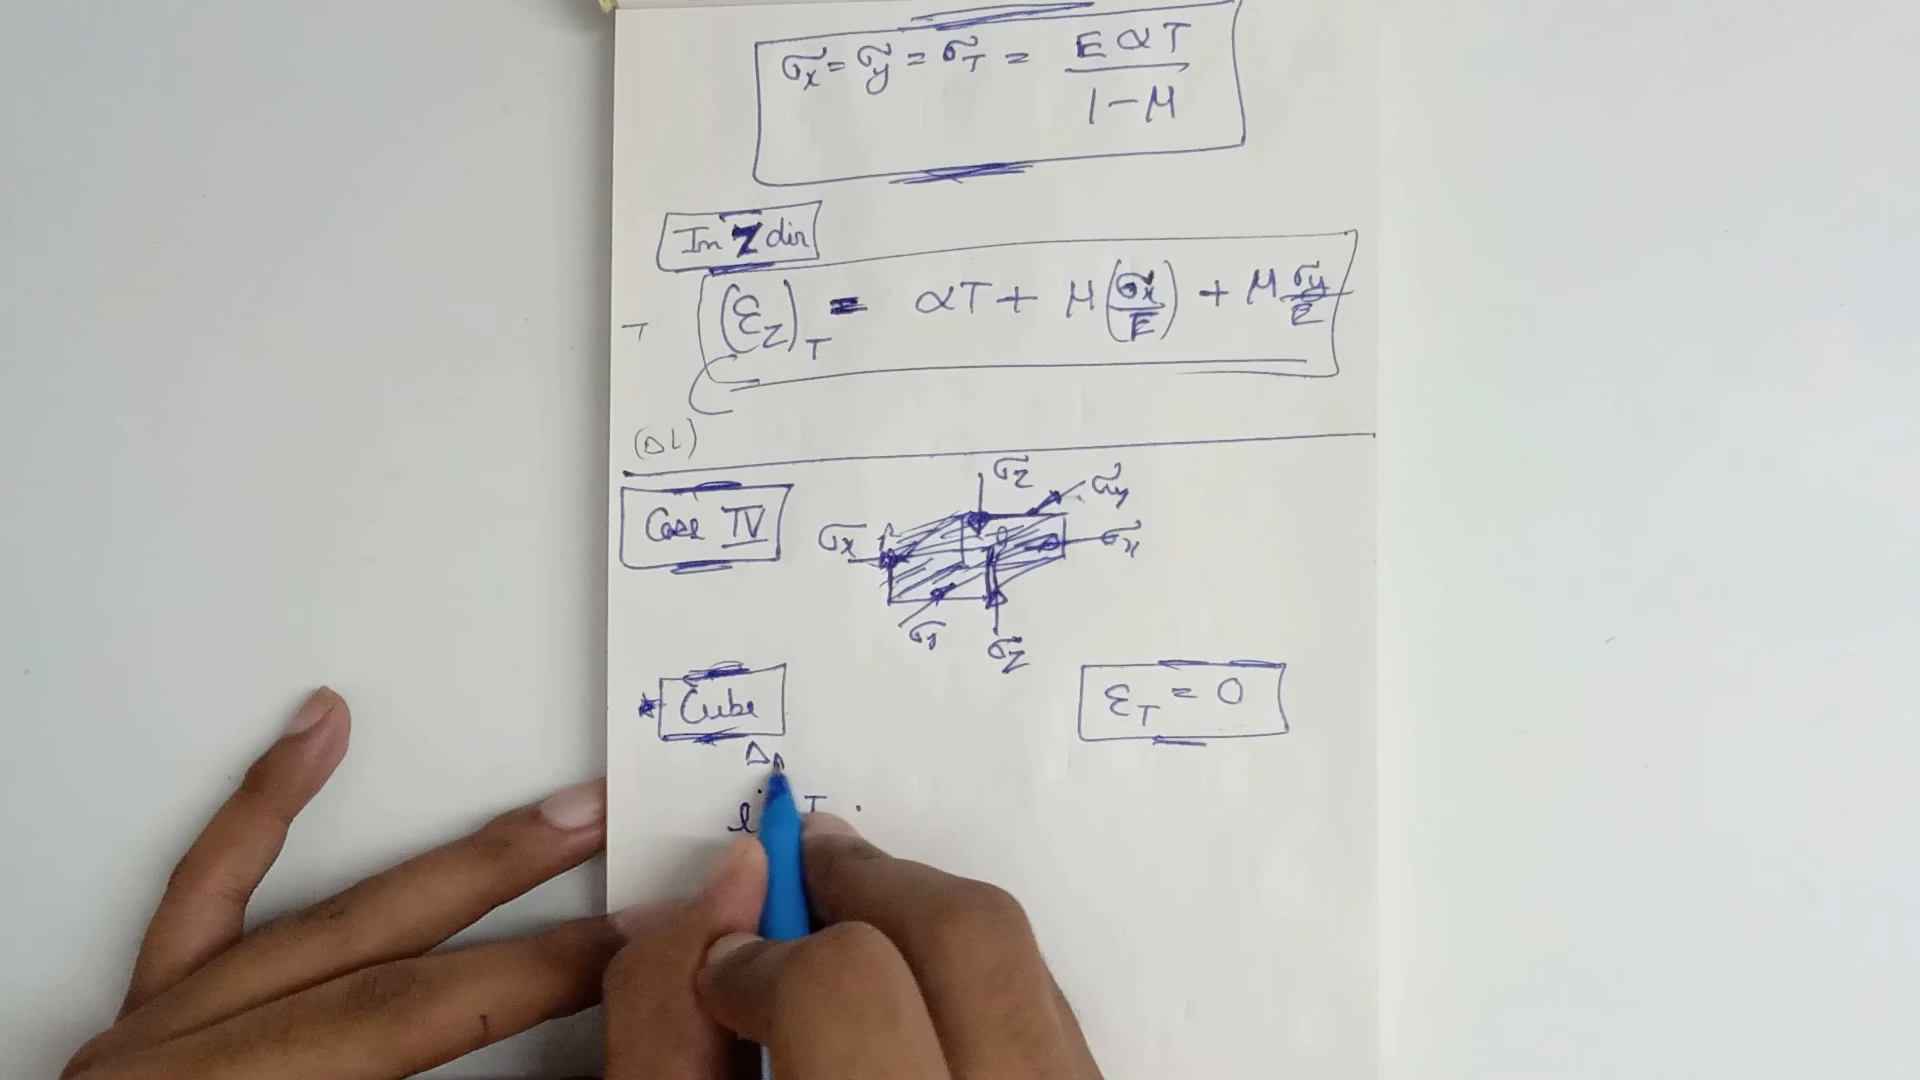 σx = σy = σT = EαT / 1-μ
In Z dir
(εz)T = αT + μ(σx/E) + μ σy/E
T
(Δl)
Case IV
σz
σy
σx
σx
σy
σz
Cube
εT = 0
Δ
l T